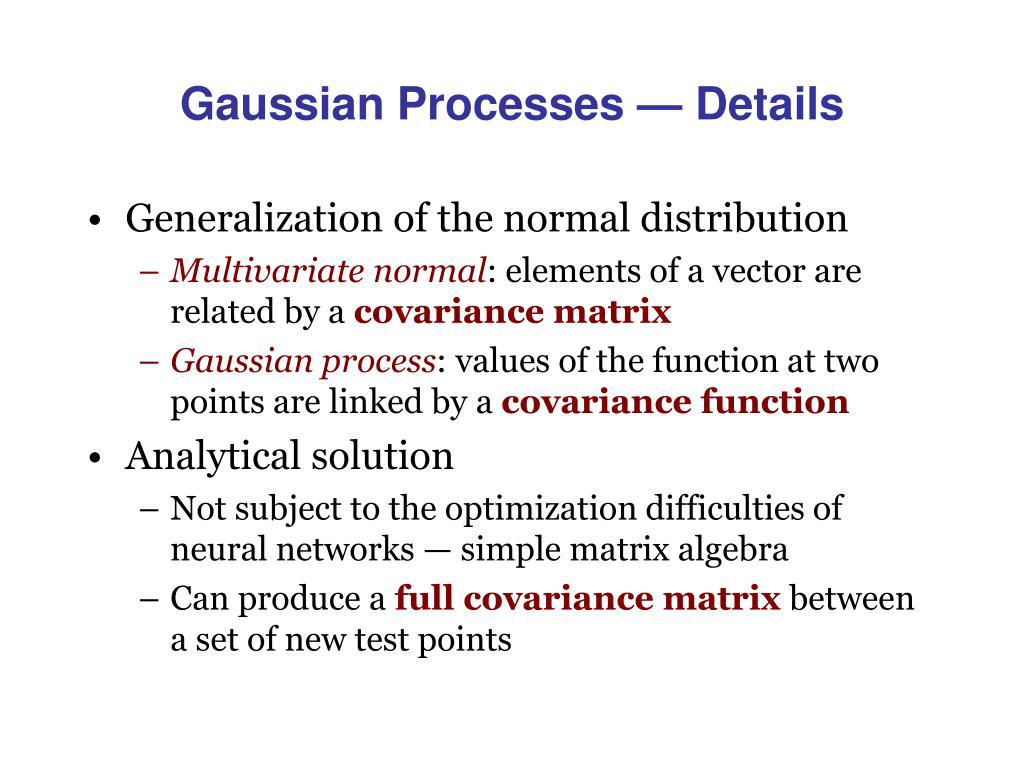 Gaussian Processes — Details
• Generalization of the normal distribution
– Multivariate normal: elements of a vector are
related by a covariance matrix
– Gaussian process: values of the function at two
points are linked by a covariance function
• Analytical solution
– Not subject to the optimization difficulties of
neural networks — simple matrix algebra
– Can produce a full covariance matrix between
a set of new test points